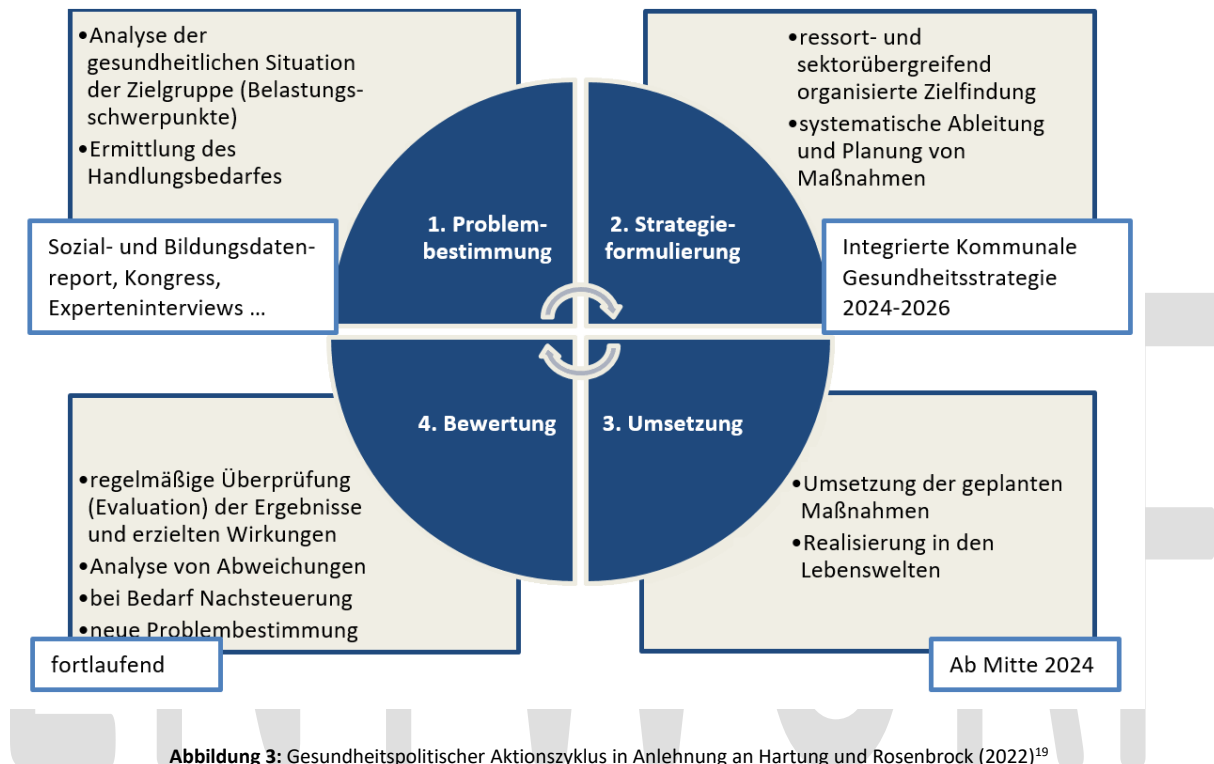 •Analyse der
gesundheitlichen Situation
der Zielgruppe (Belastungs-
schwerpunkte)
•Ermittlung des
Handlungsbedarfes
Sozial- und Bildungsdaten-
report, Kongress,
Experteninterviews ...
1. Problem-
bestimmung
•ressort- und
sektorübergreifend
organisierte Zielfindung
•systematische Ableitung
und Planung von
Maßnahmen
2. Strategie-
formulierung
Integrierte Kommunale
Gesundheitsstrategie
2024-2026
4. Bewertung
•regelmäßige Überprüfung
(Evaluation) der Ergebnisse
und erzielten Wirkungen
•Analyse von Abweichungen
•bei Bedarf Nachsteuerung
•neue Problembestimmung
fortlaufend
3. Umsetzung
•Umsetzung der geplanten
Maßnahmen
•Realisierung in den
Lebenswelten
Ab Mitte 2024
Abbildung 3: Gesundheitspolitischer Aktionszyklus in Anlehnung an Hartung und Rosenbrock (2022)¹⁹